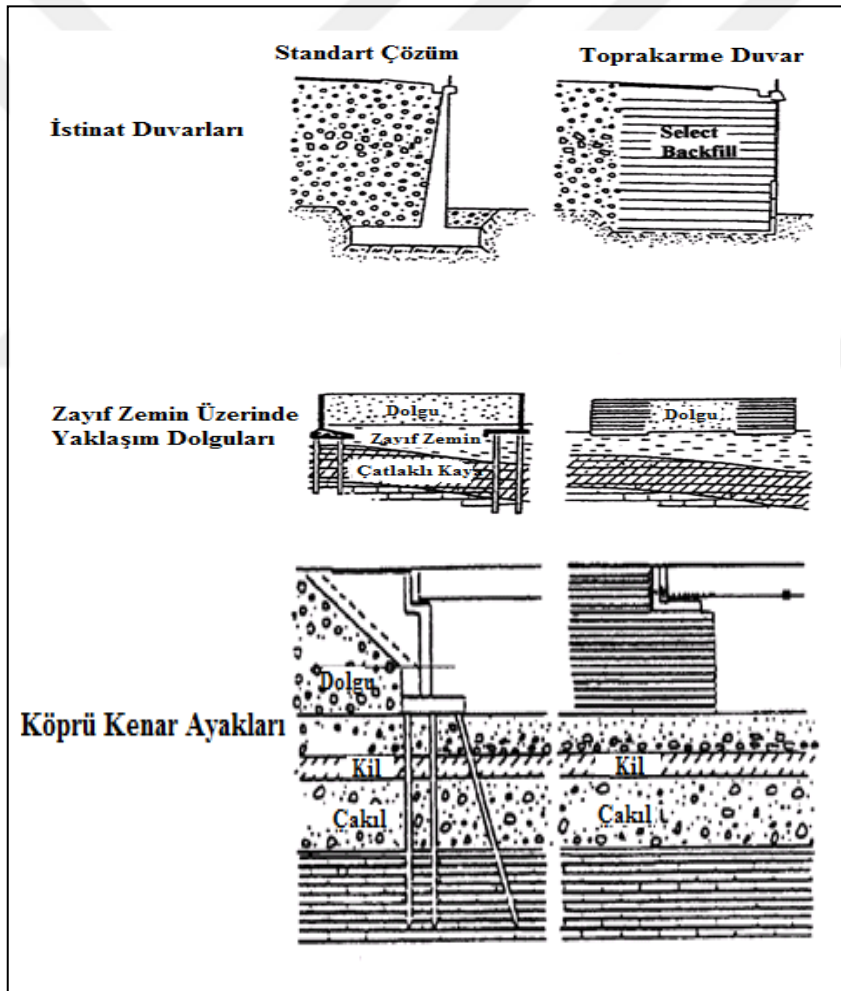 Standart Çözüm
Toprakarme Duvar
İstinat Duvarları
Select
Backfill
Zayıf Zemin Üzerinde
Yaklaşım Dolguları
Dolgu
Zayıf Zemin
Çatlaklı Kaya
Dolgu
Köprü Kenar Ayakları
Dolgu
Kil
Çakıl
Kil
Çakıl